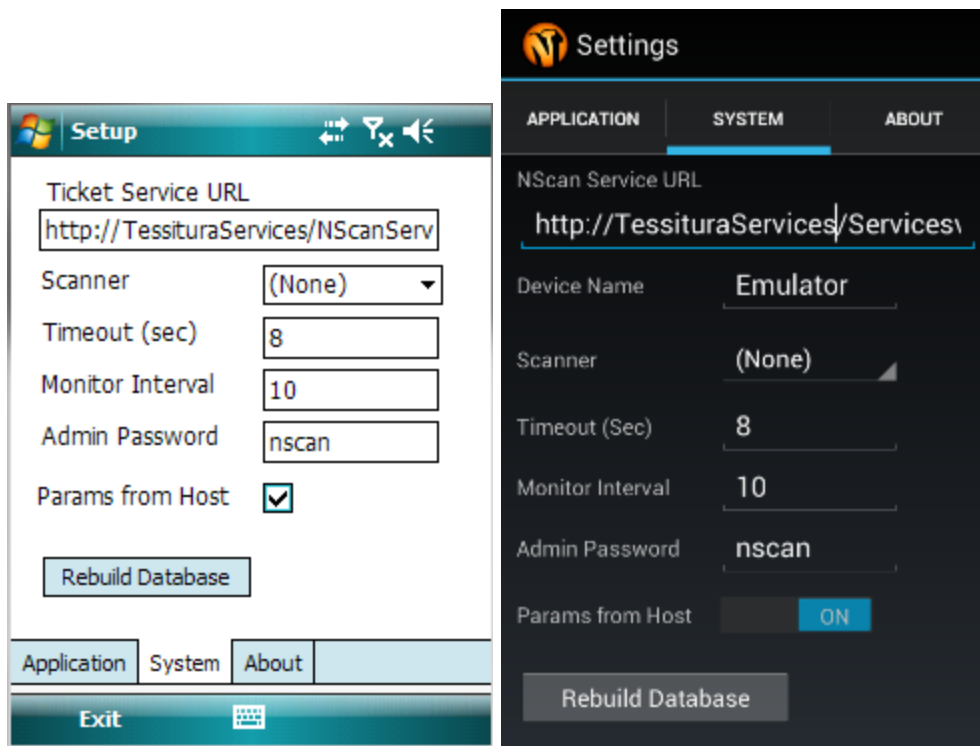 Setup
Ticket Service URL
http://TessituraServices/NScanServ
Scanner (None)
Timeout (sec) 8
Monitor Interval 10
Admin Password nscan
Params from Host
Rebuild Database
Application System About
Exit
Settings
APPLICATION SYSTEM ABOUT
NScan Service URL
http://TessituraServices/Services
Device Name Emulator
Scanner (None)
Timeout (Sec) 8
Monitor Interval 10
Admin Password nscan
Params from Host ON
Rebuild Database